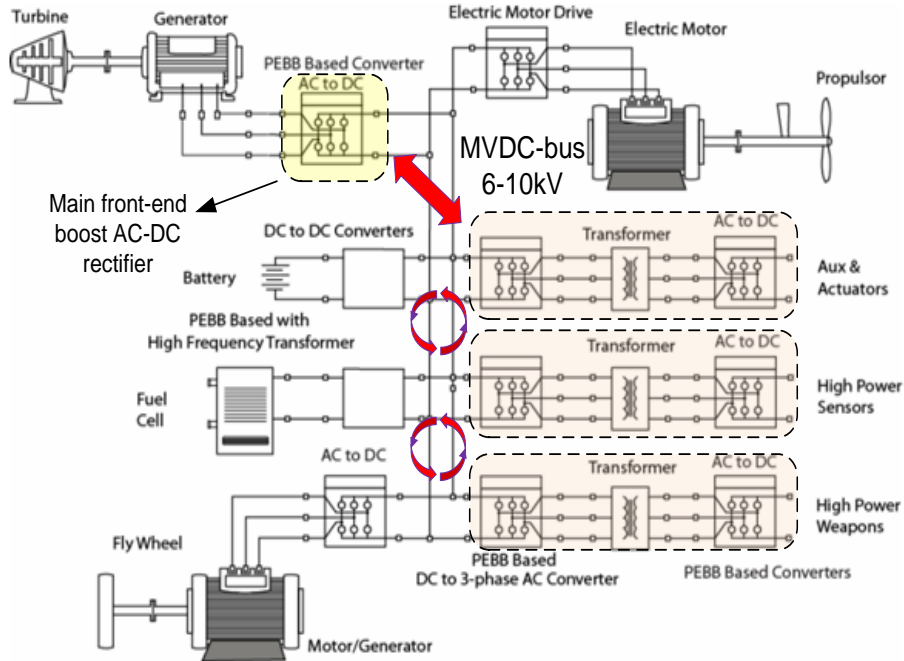 Turbine
Generator
Electric Motor Drive
Electric Motor
PEBB Based Converter
AC to DC
Propulsor
MVDC-bus
6-10kV
Main front-end
boost AC-DC
rectifier
DC to DC Converters
Transformer
AC to DC
Battery
Aux &
Actuators
PEBB Based with
High Frequency Transformer
Transformer
AC to DC
Fuel
Cell
High Power
Sensors
AC to DC
Transformer
AC to DC
High Power
Weapons
Fly Wheel
PEBB Based
DC to 3-phase AC Converter
PEBB Based Converters
Motor/Generator